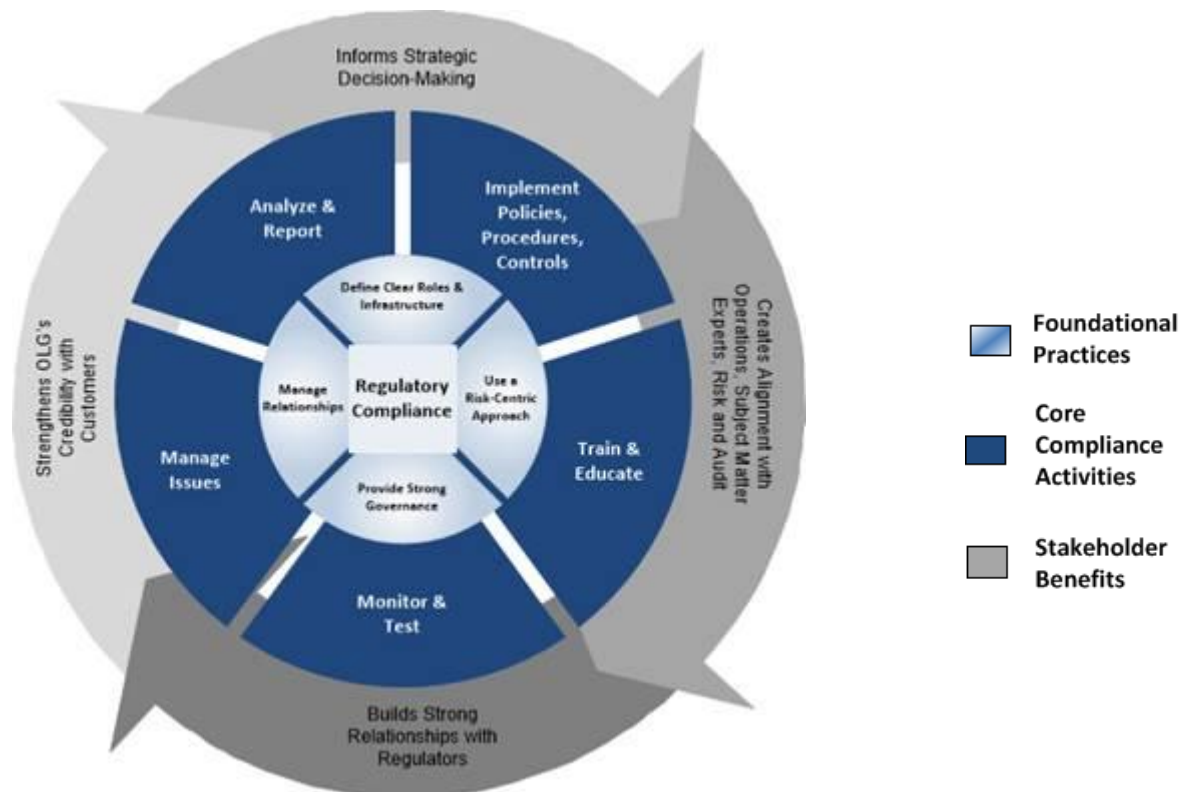 Informs Strategic
Decision-Making
Analyze &
Report
Implement
Policies,
Procedures,
Controls
Define Clear Roles &
Infrastructure
Manage
Relationships
Regulatory
Compliance
Use a
Risk-Centric
Approach
Provide Strong
Governance
Manage
Issues
Train &
Educate
Monitor &
Test
Strengthens OLG's
Credibility with
Customers
Creates Alignment with
Operations, Subject Matter
Experts, Risk and Audit
Builds Strong
Relationships with
Regulators
Foundational
Practices
Core
Compliance
Activities
Stakeholder
Benefits